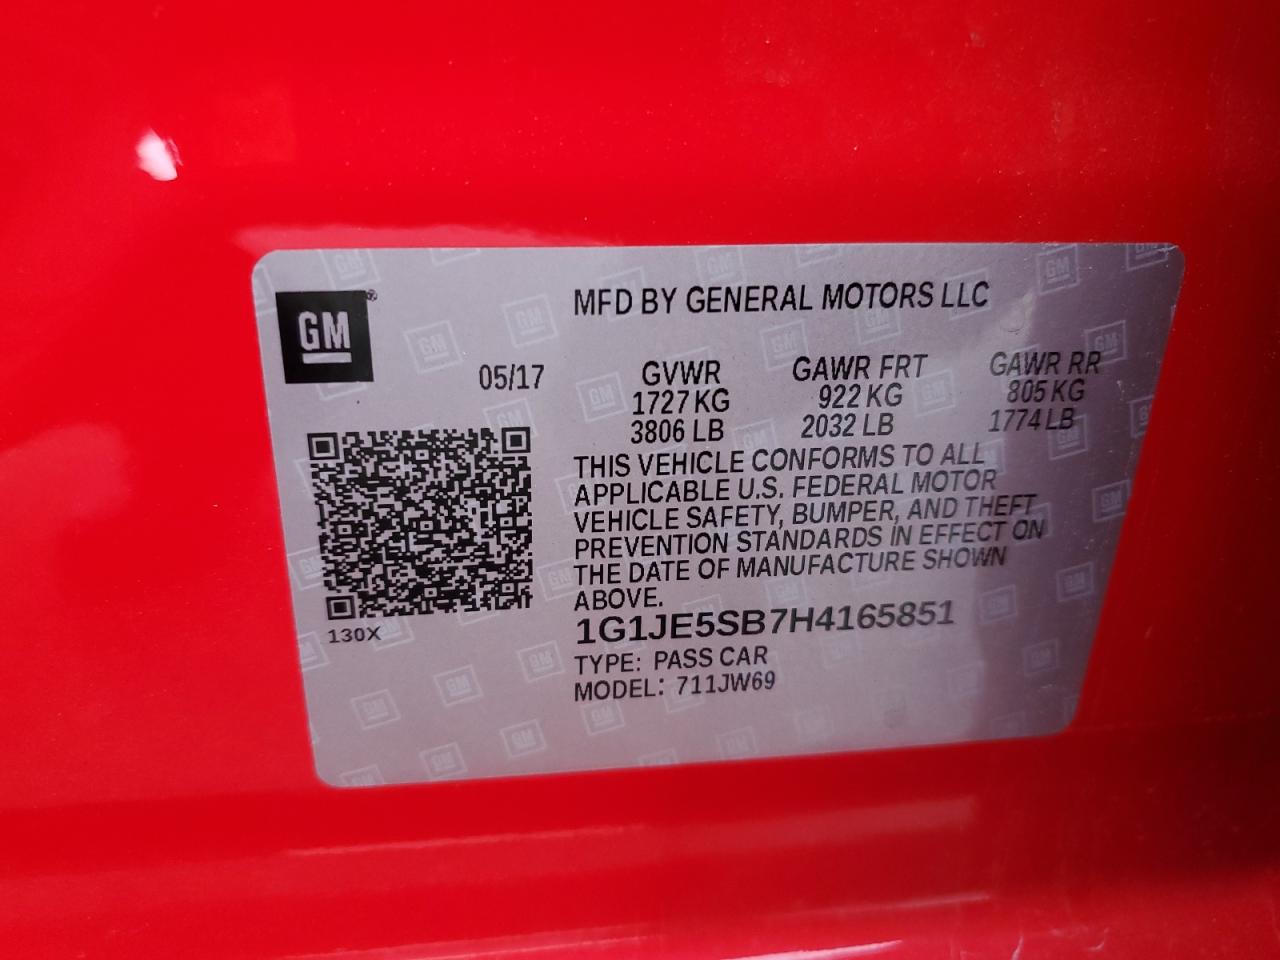 GM
MFD BY GENERAL MOTORS LLC
05/17
GVWR GAWR FRT GAWR RR
1727 KG 922 KG 805 KG
3806 LB 2032 LB 1774 LB
THIS VEHICLE CONFORMS TO ALL
APPLICABLE U.S. FEDERAL MOTOR
VEHICLE SAFETY, BUMPER, AND THEFT
PREVENTION STANDARDS IN EFFECT ON
THE DATE OF MANUFACTURE SHOWN
ABOVE.
130X
1G1JE5SB7H4165851
TYPE: PASS CAR
MODEL: 711JW69